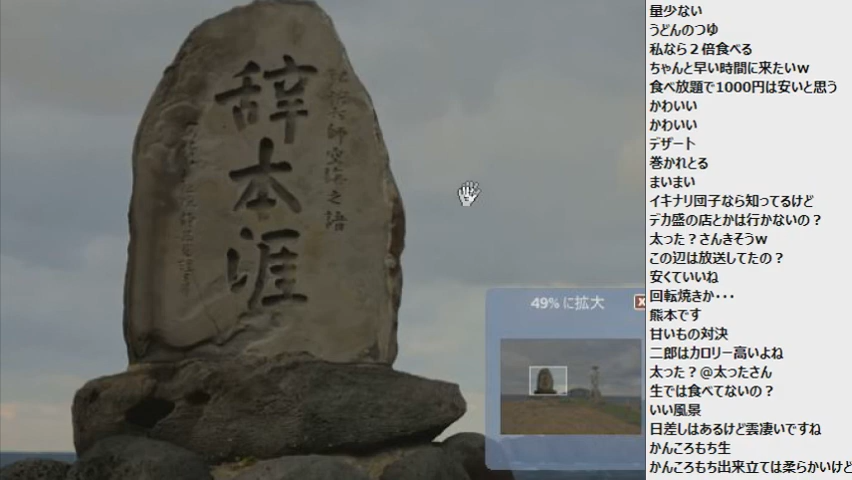 辞本涯
49%に拡大
量少ない
うどんのつゆ
私なら２倍食べる
ちゃんと早い時間に来たいｗ
食べ放題で1000円は安いと思う
かわいい
かわいい
デザート
巻かれとる
まいまい
イキナリ団子なら知ってるけど
デカ盛の店とかは行かないの？
太った？さんきそうｗ
この辺は放送してたの？
安くていいね
回転焼きか･･･
熊本です
甘いもの対決
二郎はカロリー高いよね
太った？＠太ったさん
生では食べてないの？
いい風景
日差しはあるけど雲凄いですね
かんころもち生
かんころもち出来立ては柔らかいけど